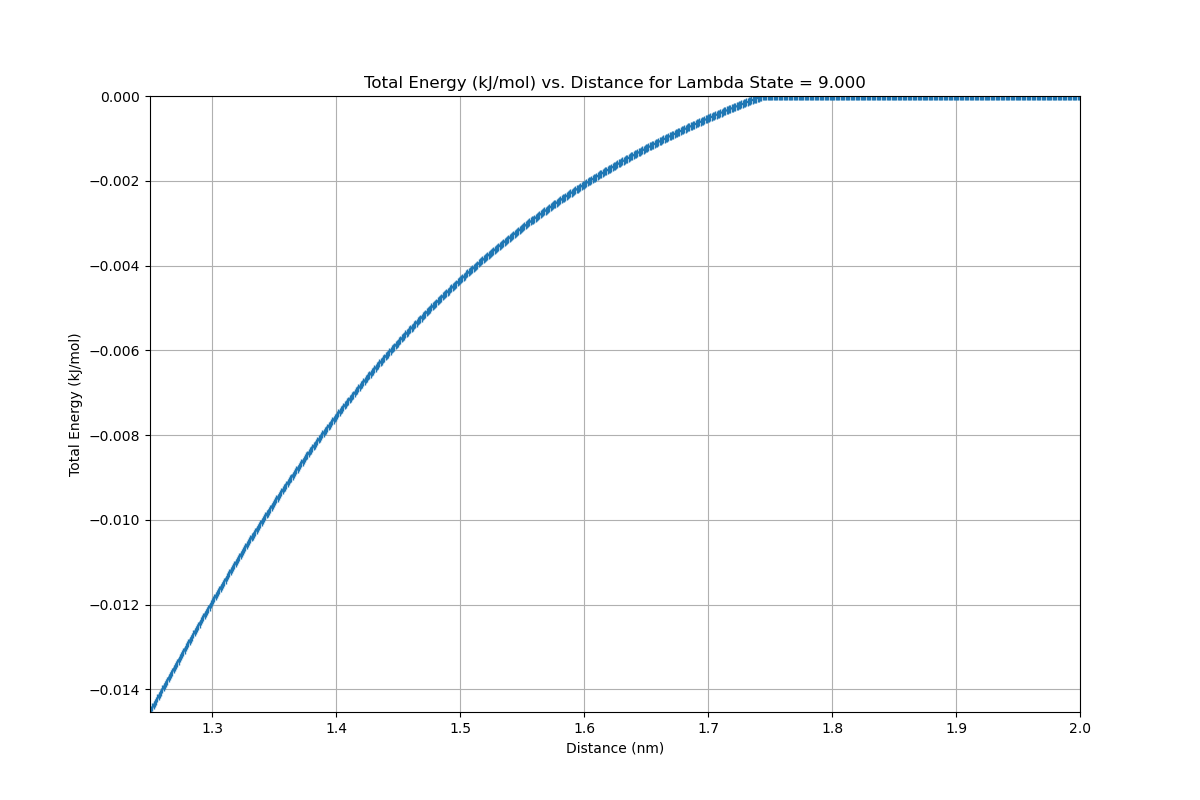 Total Energy (kJ/mol) vs. Distance for Lambda State = 9.000
0.000
−0.002
−0.004
−0.006
−0.008
−0.010
−0.012
−0.014
Total Energy (kJ/mol)
1.3 1.4 1.5 1.6 1.7 1.8 1.9 2.0
Distance (nm)